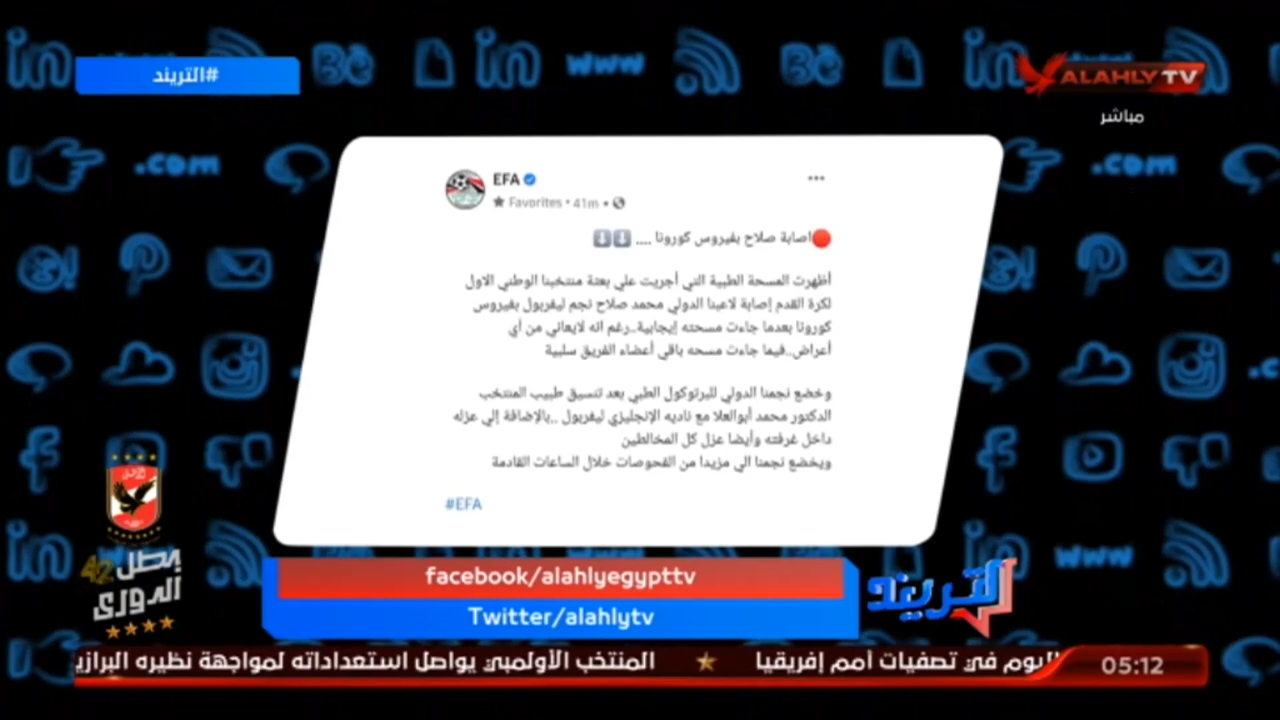 #التريند
ALAHLY TV
مباشر
EFA
Favorites • 41m •
اصابة صلاح بفيروس كورونا ....
أظهرت المسحة الطبية التي أجريت علي بعثة منتخبنا الوطني الاول
لكرة القدم إصابة لاعبنا الدولي محمد صلاح نجم ليفربول بفيروس
كورونا بعدما جاءت مسحته إيجابية..رغم انه لايعاني من أي
أعراض..فيما جاءت مسحه باقي أعضاء الفريق سلبية
وخضع نجمنا الدولي للبرتوكول الطبي بعد تنسيق طبيب المنتخب
الدكتور محمد أبوالعلا مع ناديه الإنجليزي ليفربول ..بالإضافة إلي عزله
داخل غرفته وأيضا عزل كل المخالطين
ويخضع نجمنا الي مزيدا من الفحوصات خلال الساعات القادمة
#EFA
بطل الدورى 42
facebook/alahlyegypttv
Twitter/alahlytv
التريند
اليوم في تصفيات أمم إفريقيا ★ المنتخب الأولمبي يواصل استعداداته لمواجهة نظيره
05:12